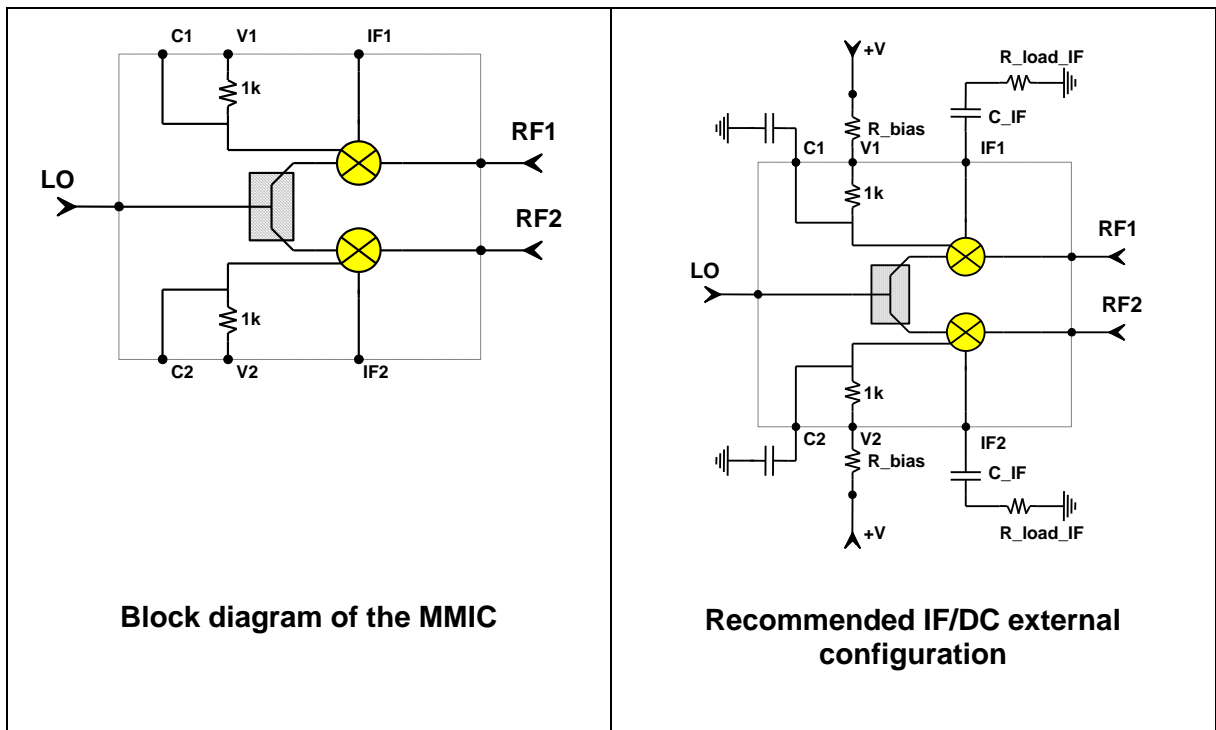 C1 V1 IF1
1k
RF1
LO
RF2
1k
C2 V2 IF2
Block diagram of the MMIC
+V
R_load_IF
C_IF
R_bias
C1 V1 IF1
1k
RF1
LO
RF2
1k
C2 V2 IF2
R_bias
C_IF
+V
R_load_IF
Recommended IF/DC external
configuration